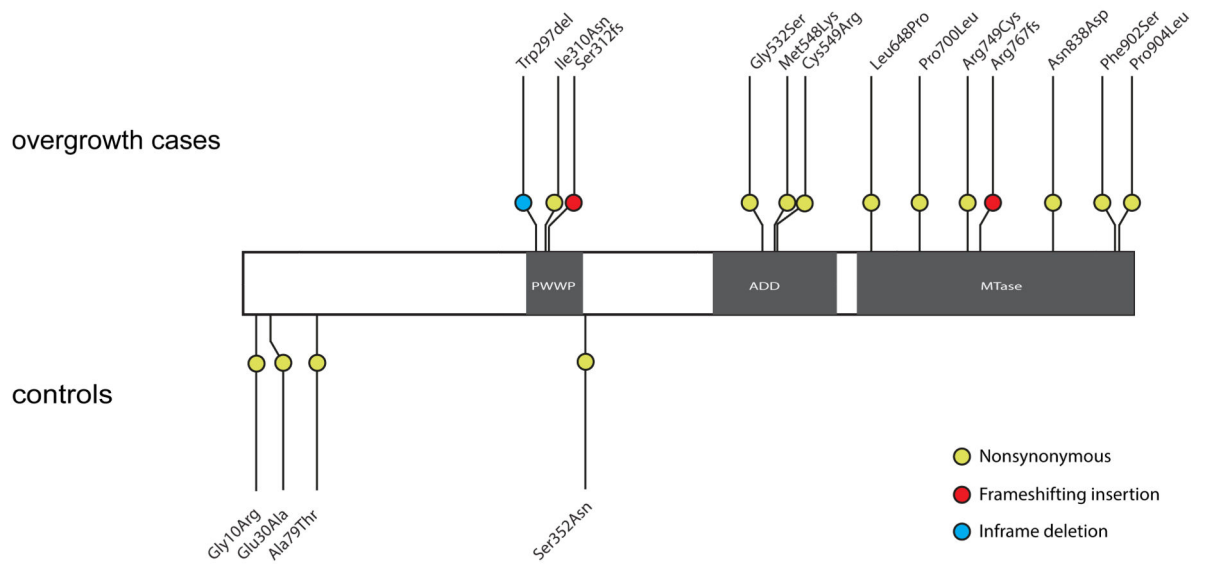 Trp297del
Ile310Asn
Ser312fs
Gly532Ser
Met548Lys
Cys549Arg
Leu648Pro
Pro700Leu
Arg749Cys
Arg767fs
Asn838Asp
Phe902Ser
Pro904Leu
overgrowth cases
PWWP
ADD
MTase
controls
Gly10Arg
Glu30Ala
Ala79Thr
Ser352Asn
Nonsynonymous
Frameshifting insertion
Inframe deletion